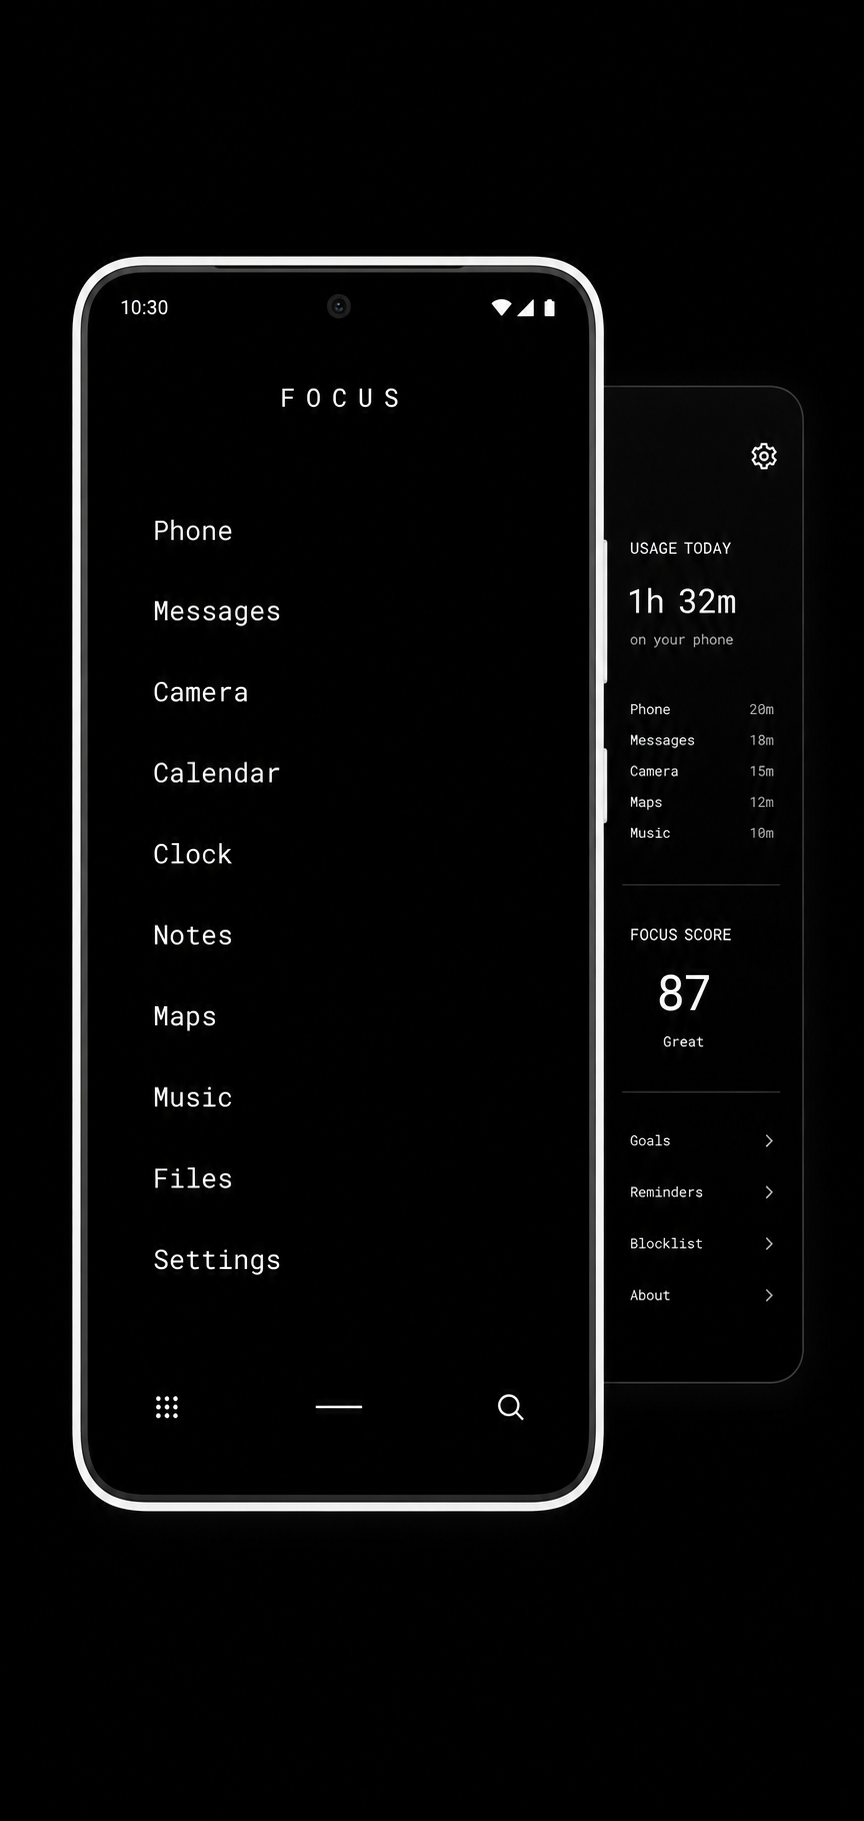 10:30
FOCUS
Phone
Messages
Camera
Calendar
Clock
Notes
Maps
Music
Files
Settings
USAGE TODAY
1h 32m
on your phone
Phone 20m
Messages 18m
Camera 15m
Maps 12m
Music 10m
FOCUS SCORE
87
Great
Goals
Reminders
Blocklist
About